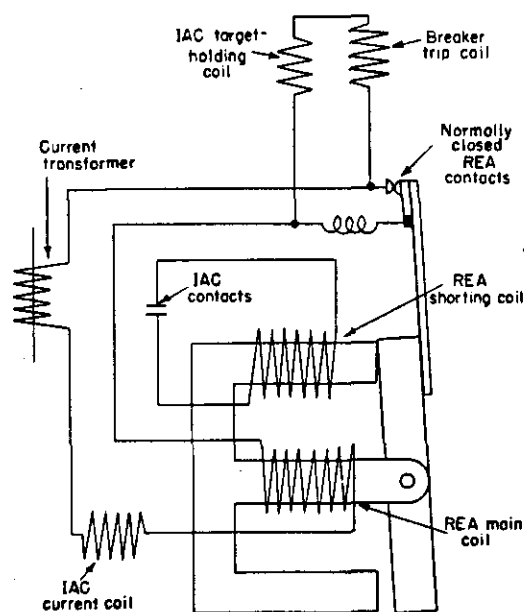 IAC target-
holding
coil
Breaker
trip coil
Normally
closed
REA
contacts
Current
transformer
IAC
contacts
REA
shorting coil
REA main
coil
IAC
current coil